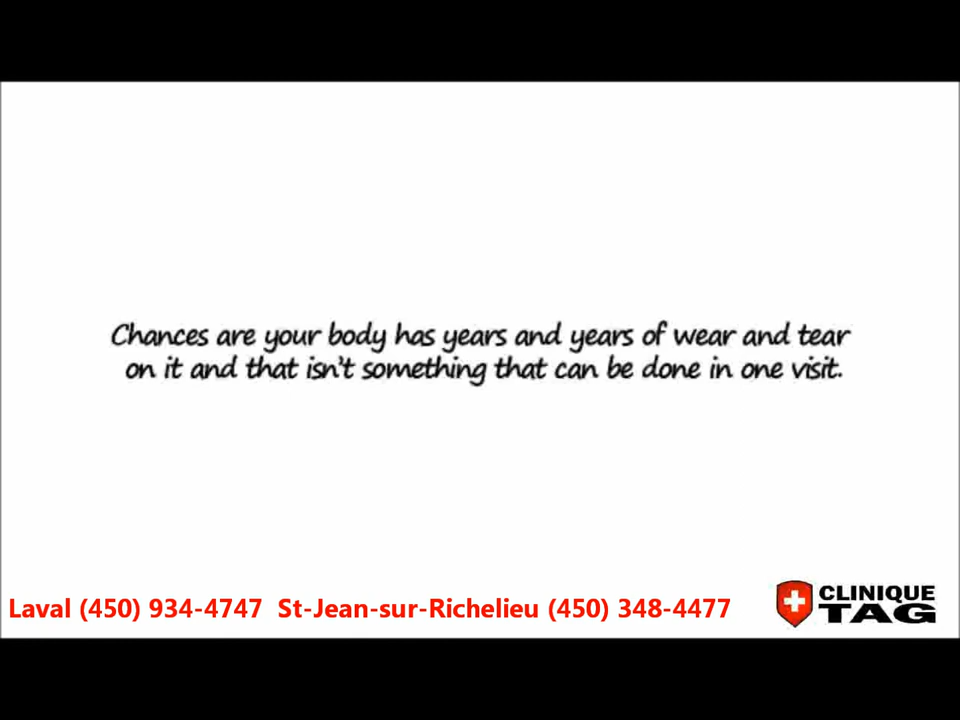 Chances are your body has years and years of wear and tear
on it and that isn't something that can be done in one visit.
Laval (450) 934-4747  St-Jean-sur-Richelieu (450) 348-4477
CLINIQUE
TAG